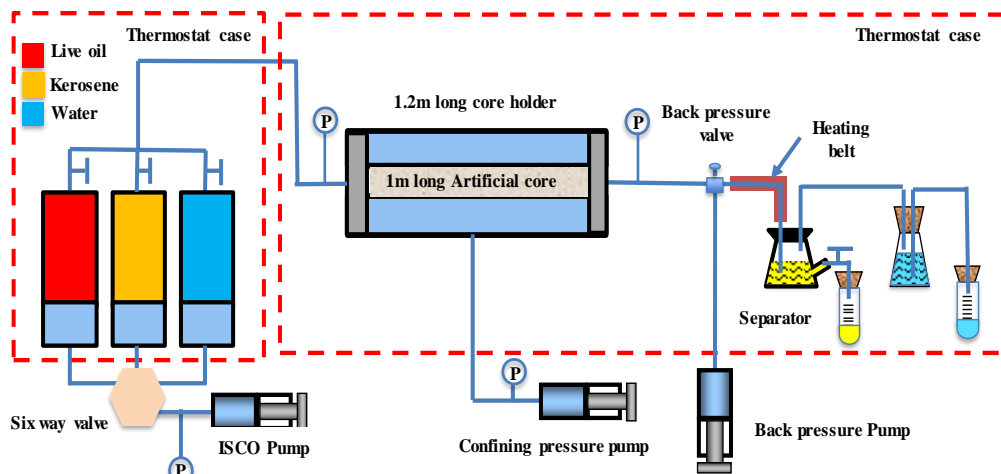 Thermostat case
Live oil
Kerosene
Water
Thermostat case
1.2m long core holder
P
P
Back pressure
valve
Heating
belt
1m long Artificial core
Separator
Six way valve
P
ISCO Pump
P
Confining pressure pump
Back pressure Pump